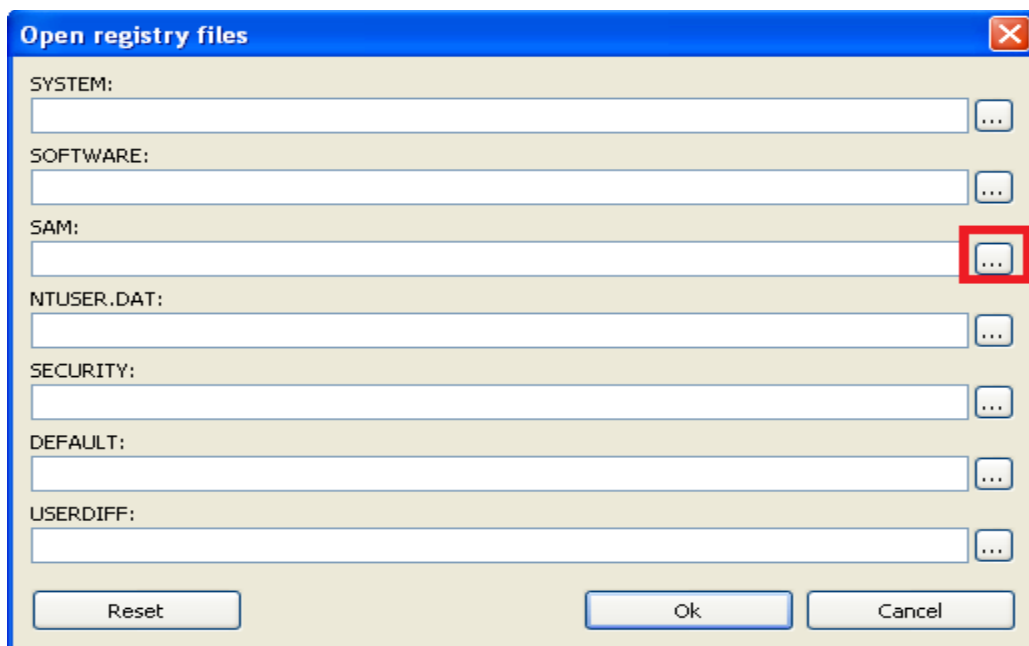 Open registry files
SYSTEM:
...
SOFTWARE:
...
SAM:
...
NTUSER.DAT:
...
SECURITY:
...
DEFAULT:
...
USERDIFF:
...
Reset Ok Cancel